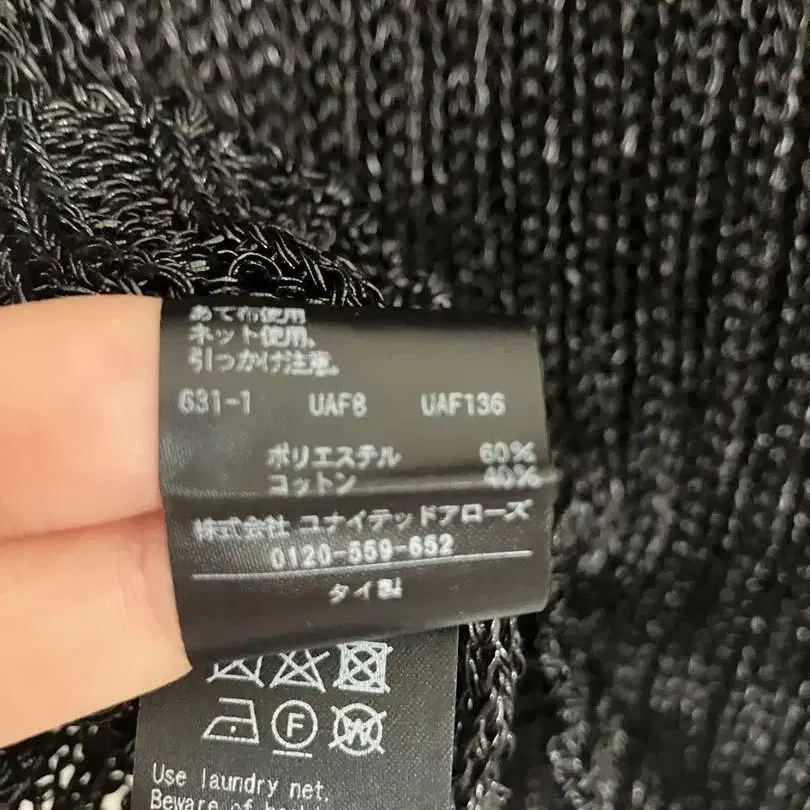 あて布使用
ネット使用、
引っかけ注意。
631-1 UAF8 UAF136
ポリエステル 60%
コットン 40%
株式会社 ユナイテッドアローズ
0120-559-652
タイ製
F W
Use laundry net.
Beware of